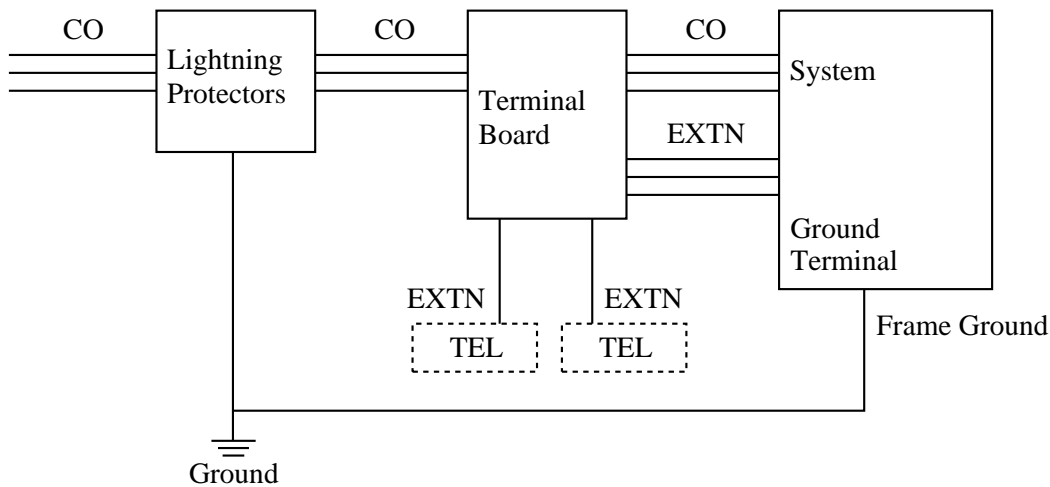 CO
CO
CO
Lightning
Protectors
Terminal
Board
System
EXTN
Ground
Terminal
EXTN
EXTN
TEL
TEL
Frame Ground
Ground